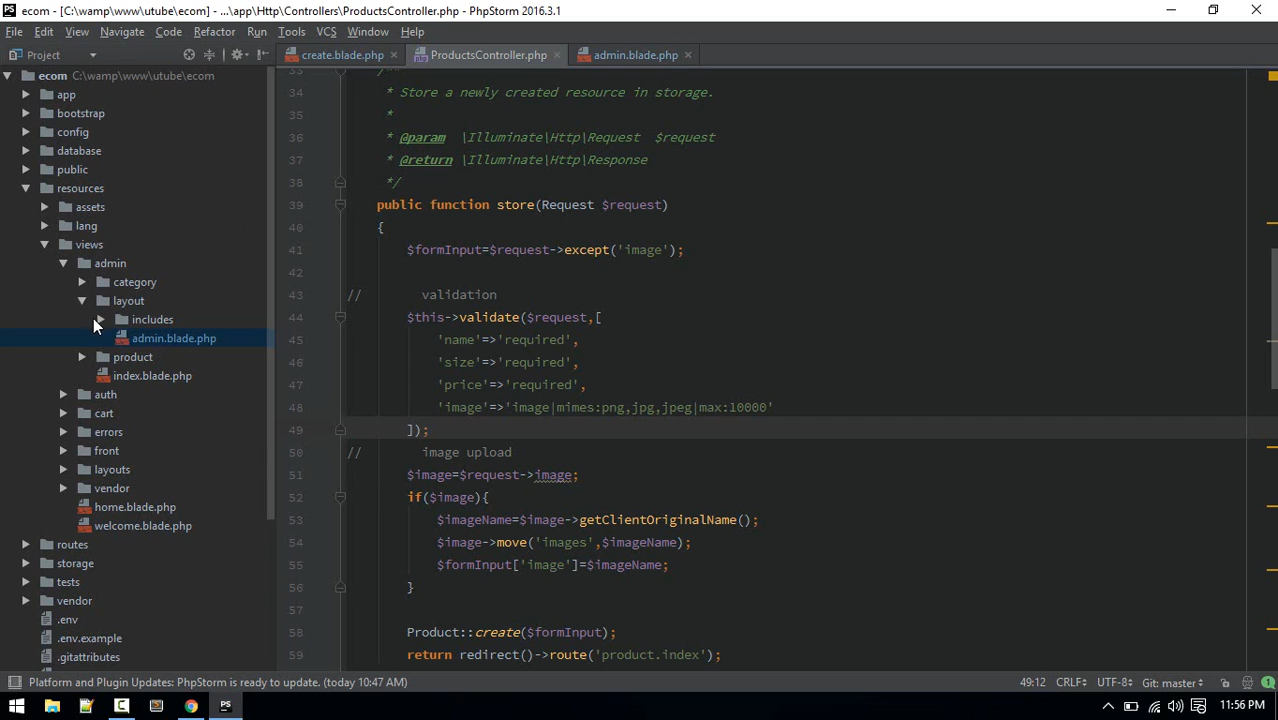 ecom - [C:\wamp\www\utube\ecom] - ...\app\Http\Controllers\ProductsController.php - PhpStorm 2016.3.1
File Edit View Navigate Code Refactor Run Tools VCS Window Help
Project
create.blade.php ProductsController.php admin.blade.php
ecom C:\wamp\www\utube\ecom
app
bootstrap
config
database
public
resources
assets
lang
views
admin
category
layout
includes
admin.blade.php
product
index.blade.php
auth
cart
errors
front
layouts
vendor
home.blade.php
welcome.blade.php
routes
storage
tests
vendor
.env
.env.example
.gitattributes
33 /**
34 * Store a newly created resource in storage.
35 *
36 * @param \Illuminate\Http\Request $request
37 * @return \Illuminate\Http\Response
38 */
39 public function store(Request $request)
40 {
41 $formInput=$request->except('image');
42
43 // validation
44 $this->validate($request,[
45 'name'=>'required',
46 'size'=>'required',
47 'price'=>'required',
48 'image'=>'image|mimes:png,jpg,jpeg|max:10000'
49 ]);
50 // image upload
51 $image=$request->image;
52 if($image){
53 $imageName=$image->getClientOriginalName();
54 $image->move('images',$imageName);
55 $formInput['image']=$imageName;
56 }
57
58 Product::create($formInput);
59 return redirect()->route('product.index');
Platform and Plugin Updates: PhpStorm is ready to update. (today 10:47 AM) 49:12 CRLF÷ UTF-8÷ Git: master÷ 1
PS 11:56 PM